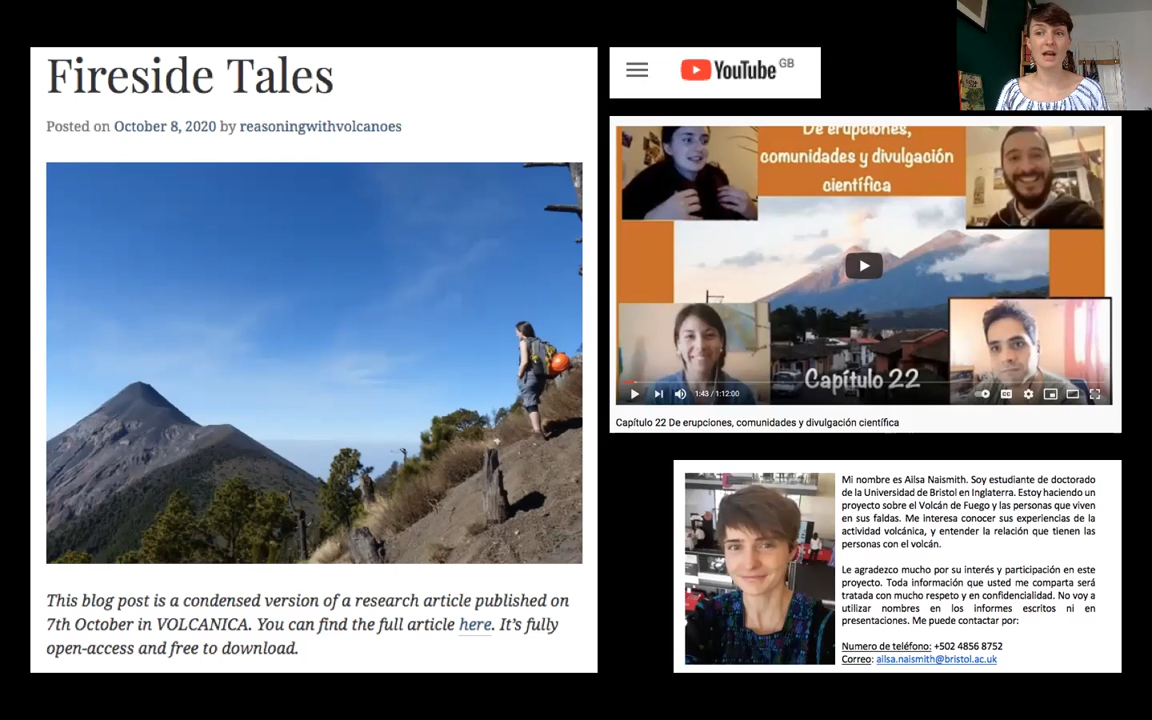 Fireside Tales
Posted on October 8, 2020 by reasoningwithvolcanoes
This blog post is a condensed version of a research article published on
7th October in VOLCANICA. You can find the full article here. It's fully
open-access and free to download.
YouTube GB
De erupciones,
comunidades y divulgación
científica
Capítulo 22
1:43 / 1:12:00
Capítulo 22 De erupciones, comunidades y divulgación científica
Mi nombre es Ailsa Naismith. Soy estudiante de doctorado
de la Universidad de Bristol en Inglaterra. Estoy haciendo un
proyecto sobre el Volcán de Fuego y las personas que viven
en sus faldas. Me interesa conocer sus experiencias de la
actividad volcánica, y entender la relación que tienen las
personas con el volcán.
Le agradezco mucho por su interés y participación en este
proyecto. Toda información que usted me comparta será
tratada con mucho respeto y en confidencialidad. No voy a
utilizar nombres en los informes escritos ni en
presentaciones. Me puede contactar por:
Numero de teléfono: +502 4856 8752
Correo: ailsa.naismith@bristol.ac.uk